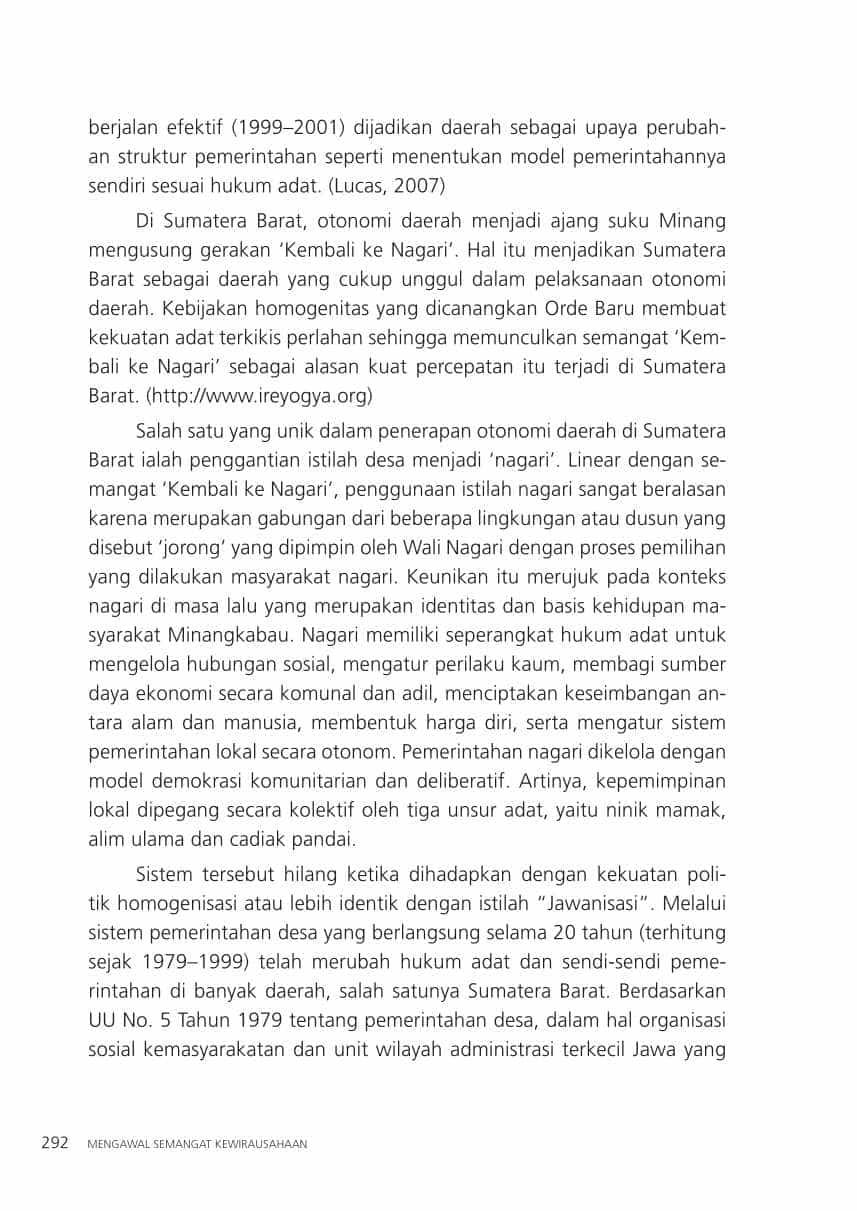 berjalan efektif (1999–2001) dijadikan daerah sebagai upaya perubah-
an struktur pemerintahan seperti menentukan model pemerintahannya
sendiri sesuai hukum adat. (Lucas, 2007)
Di Sumatera Barat, otonomi daerah menjadi ajang suku Minang
mengusung gerakan ‘Kembali ke Nagari’. Hal itu menjadikan Sumatera
Barat sebagai daerah yang cukup unggul dalam pelaksanaan otonomi
daerah. Kebijakan homogenitas yang dicanangkan Orde Baru membuat
kekuatan adat terkikis perlahan sehingga memunculkan semangat ‘Kem-
bali ke Nagari’ sebagai alasan kuat percepatan itu terjadi di Sumatera
Barat. (http://www.ireyogya.org)
Salah satu yang unik dalam penerapan otonomi daerah di Sumatera
Barat ialah penggantian istilah desa menjadi ‘nagari’. Linear dengan se-
mangat ‘Kembali ke Nagari’, penggunaan istilah nagari sangat beralasan
karena merupakan gabungan dari beberapa lingkungan atau dusun yang
disebut ‘jorong’ yang dipimpin oleh Wali Nagari dengan proses pemilihan
yang dilakukan masyarakat nagari. Keunikan itu merujuk pada konteks
nagari di masa lalu yang merupakan identitas dan basis kehidupan ma-
syarakat Minangkabau. Nagari memiliki seperangkat hukum adat untuk
mengelola hubungan sosial, mengatur perilaku kaum, membagi sumber
daya ekonomi secara komunal dan adil, menciptakan keseimbangan an-
tara alam dan manusia, membentuk harga diri, serta mengatur sistem
pemerintahan lokal secara otonom. Pemerintahan nagari dikelola dengan
model demokrasi komunitarian dan deliberatif. Artinya, kepemimpinan
lokal dipegang secara kolektif oleh tiga unsur adat, yaitu ninik mamak,
alim ulama dan cadiak pandai.
Sistem tersebut hilang ketika dihadapkan dengan kekuatan poli-
tik homogenisasi atau lebih identik dengan istilah “Jawanisasi”. Melalui
sistem pemerintahan desa yang berlangsung selama 20 tahun (terhitung
sejak 1979–1999) telah merubah hukum adat dan sendi-sendi peme-
rintahan di banyak daerah, salah satunya Sumatera Barat. Berdasarkan
UU No. 5 Tahun 1979 tentang pemerintahan desa, dalam hal organisasi
sosial kemasyarakatan dan unit wilayah administrasi terkecil Jawa yang
292 MENGAWAL SEMANGAT KEWIRAUSAHAAN